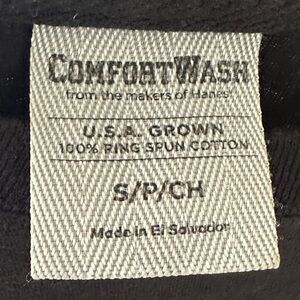 COMFORTWASH
from the makers of Hanes®
U.S.A. GROWN
100% RING SPUN COTTON
S/P/CH
Made in El Salvador